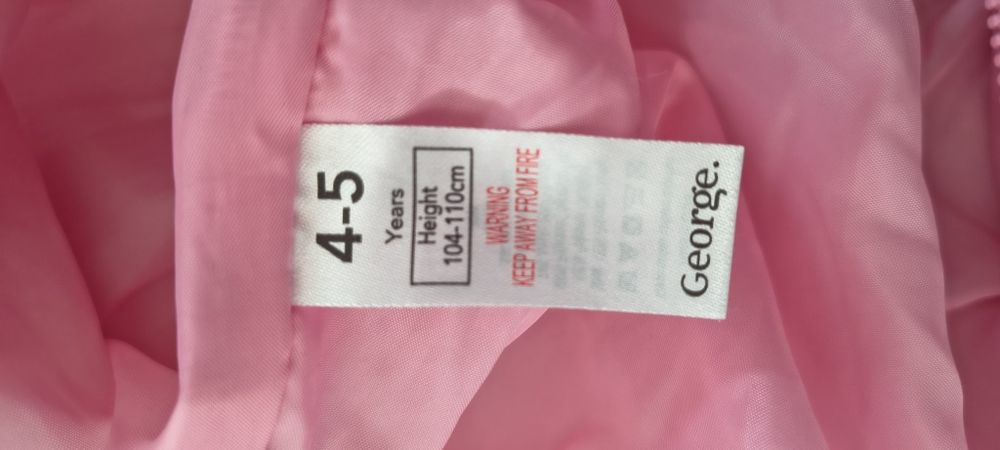 4-5
Years
Height
104-110cm
WARNING
KEEP AWAY FROM FIRE
George.